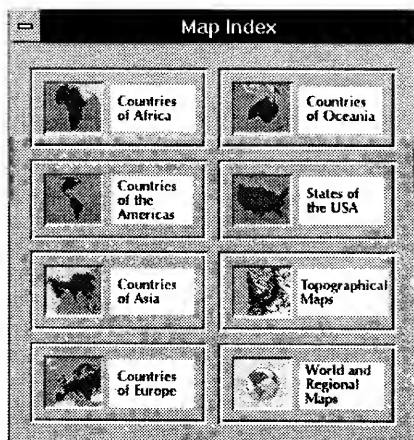 Map Index
Countries
of Africa
Countries
of Oceania
Countries
of the
Americas
States of
the USA
Countries
of Asia
Topographical
Maps
Countries
of Europe
World and
Regional
Maps